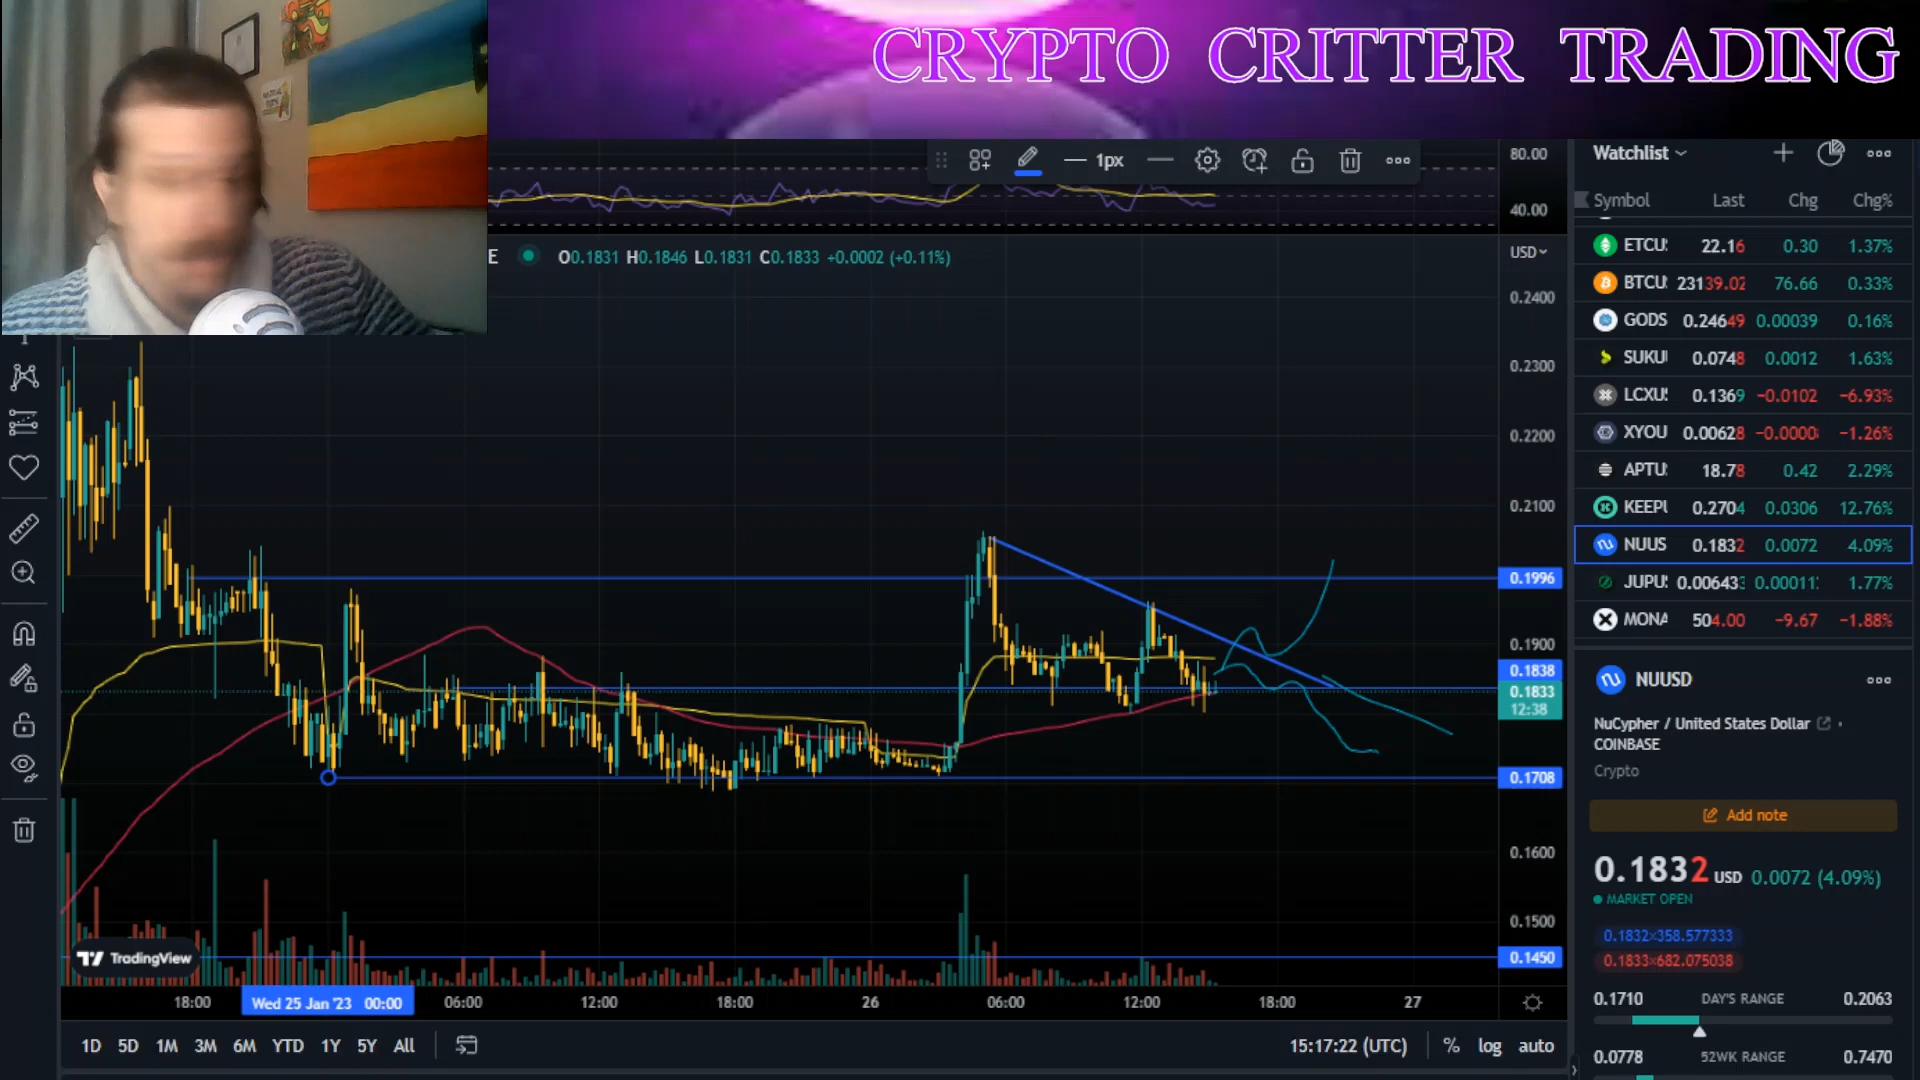 CRYPTO CRITTER TRADING
1px
80.00
40.00
Watchlist
Symbol Last Chg Chg%
E O0.1831 H0.1846 L0.1831 C0.1833 +0.0002 (+0.11%)
USD
0.2400
0.2300
0.2200
0.2100
0.1996
0.1900
0.1838
0.1833
12:38
0.1708
0.1600
0.1500
0.1450
ETCU 22.16 0.30 1.37%
BTCU 23139.02 76.66 0.33%
GODS 0.24649 0.00039 0.16%
SUKU 0.0748 0.0012 1.63%
LCXU 0.1369 −0.0102 −6.93%
XYOU 0.00628 −0.0000 −1.26%
APTU 18.78 0.42 2.29%
KEEPU 0.2704 0.0306 12.76%
NUUS 0.1832 0.0072 4.09%
JUPU 0.006433 0.00011 1.77%
MONA 504.00 −9.67 −1.88%
NUUSD
NuCypher / United States Dollar
COINBASE
Crypto
Add note
0.1832 USD 0.0072 (4.09%)
MARKET OPEN
0.1832×358.577333
0.1833×682.075038
0.1710 DAY'S RANGE 0.2063
0.0778 52WK RANGE 0.7470
TradingView
18:00 Wed 25 Jan '23 00:00 06:00 12:00 18:00 26 06:00 12:00 18:00 27
1D 5D 1M 3M 6M YTD 1Y 5Y All
15:17:22 (UTC) % log auto